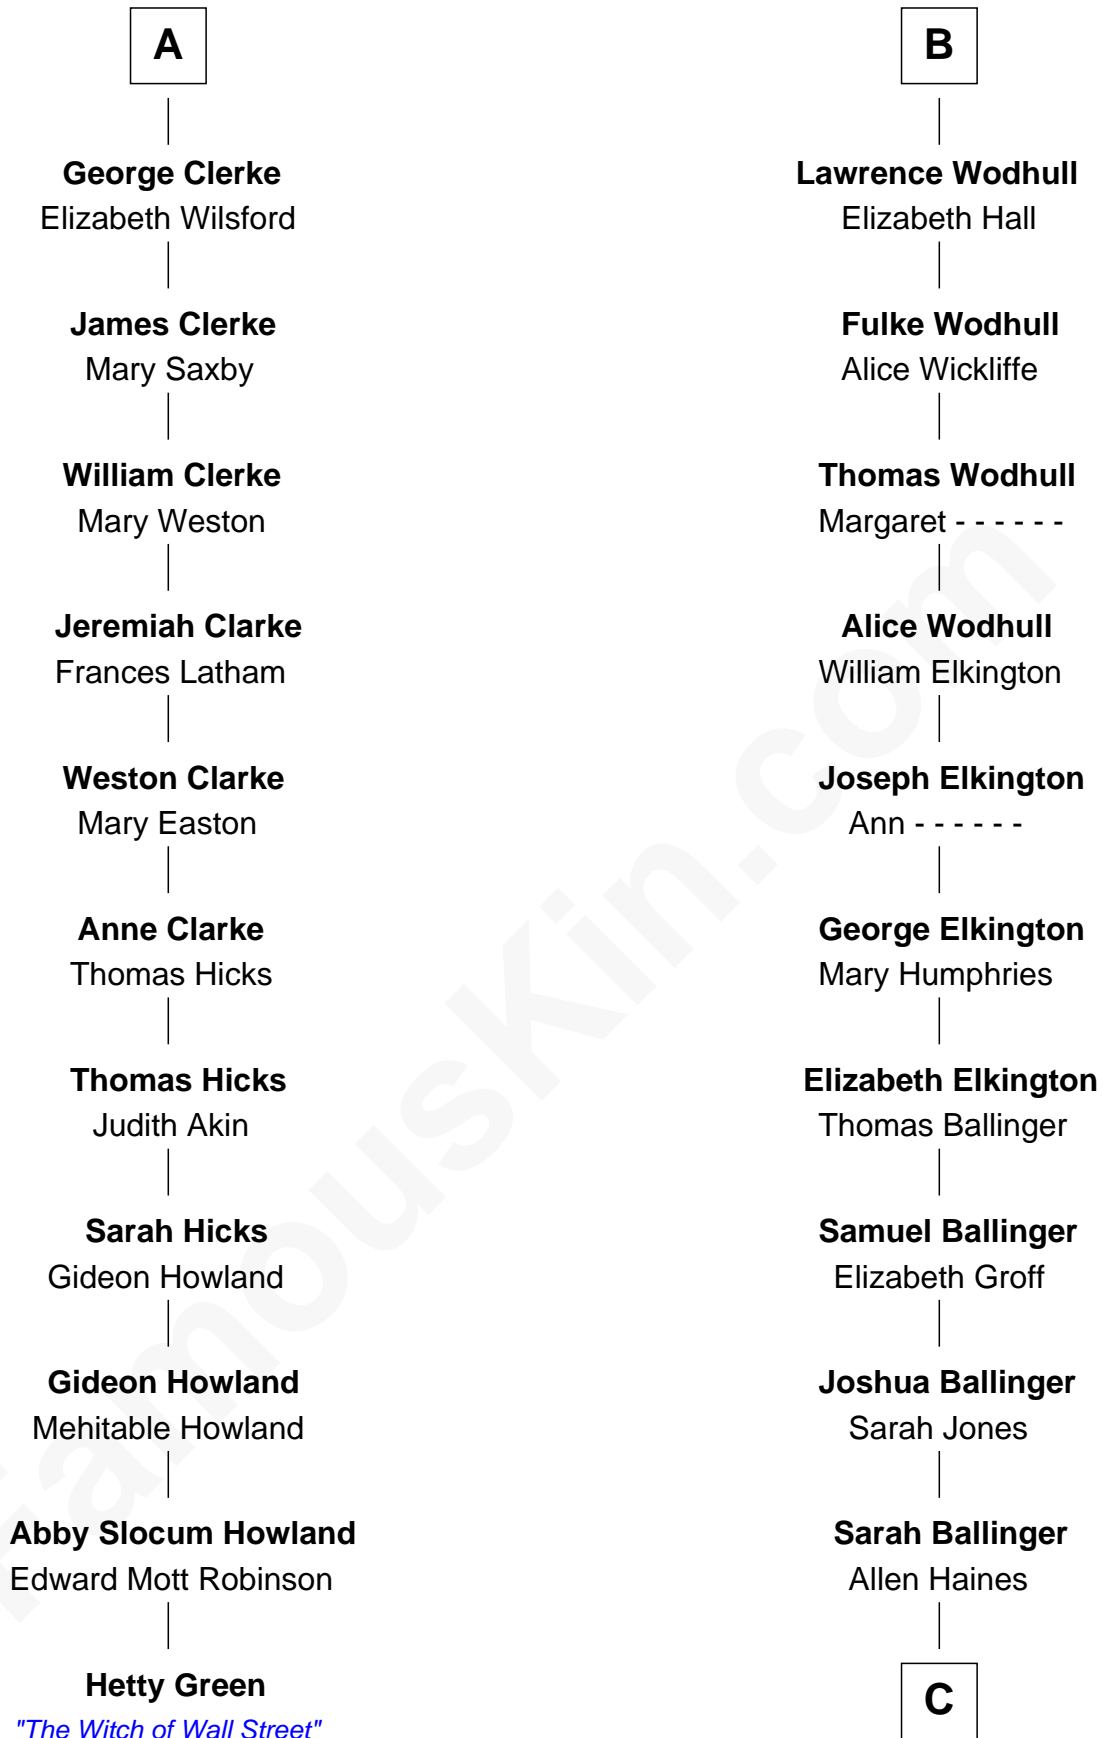 A
George Clerke
Elizabeth Wilsford
James Clerke
Mary Saxby
William Clerke
Mary Weston
Jeremiah Clarke
Frances Latham
Weston Clarke
Mary Easton
Anne Clarke
Thomas Hicks
Thomas Hicks
Judith Akin
Sarah Hicks
Gideon Howland
Gideon Howland
Mehitable Howland
Abby Slocum Howland
Edward Mott Robinson
Hetty Green
"The Witch of Wall Street"
B
Lawrence Wodhull
Elizabeth Hall
Fulke Wodhull
Alice Wickliffe
Thomas Wodhull
Margaret - - - - - -
Alice Wodhull
William Elkington
Joseph Elkington
Ann - - - - - -
George Elkington
Mary Humphries
Elizabeth Elkington
Thomas Ballinger
Samuel Ballinger
Elizabeth Groff
Joshua Ballinger
Sarah Jones
Sarah Ballinger
Allen Haines
C
FamousKin.com